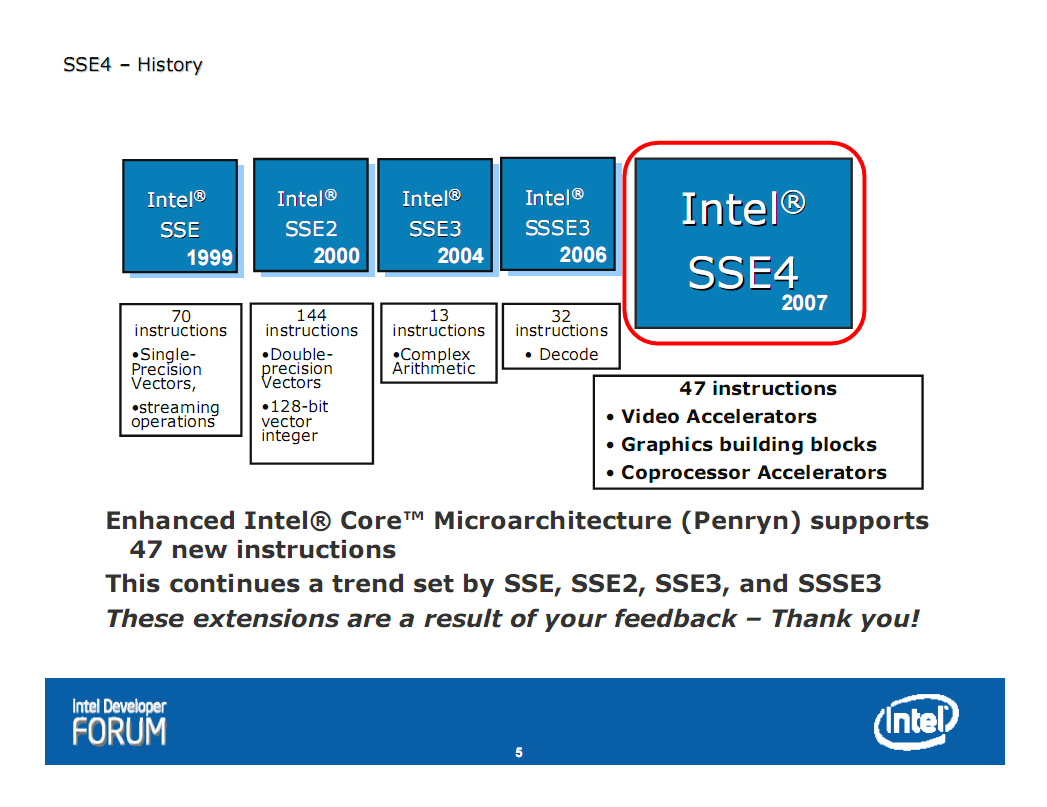 SSE4 – History
Intel®
SSE
1999
Intel®
SSE2
2000
Intel®
SSE3
2004
Intel®
SSSE3
2006
Intel®
SSE4
2007
70
instructions
•Single-
Precision
Vectors,
•streaming
operations
144
instructions
•Double-
precision
Vectors
•128-bit
vector
integer
13
instructions
•Complex
Arithmetic
32
instructions
• Decode
47 instructions
• Video Accelerators
• Graphics building blocks
• Coprocessor Accelerators
Enhanced Intel® Core™ Microarchitecture (Penryn) supports
47 new instructions
This continues a trend set by SSE, SSE2, SSE3, and SSSE3
These extensions are a result of your feedback – Thank you!
Intel Developer
FORUM
5
intel